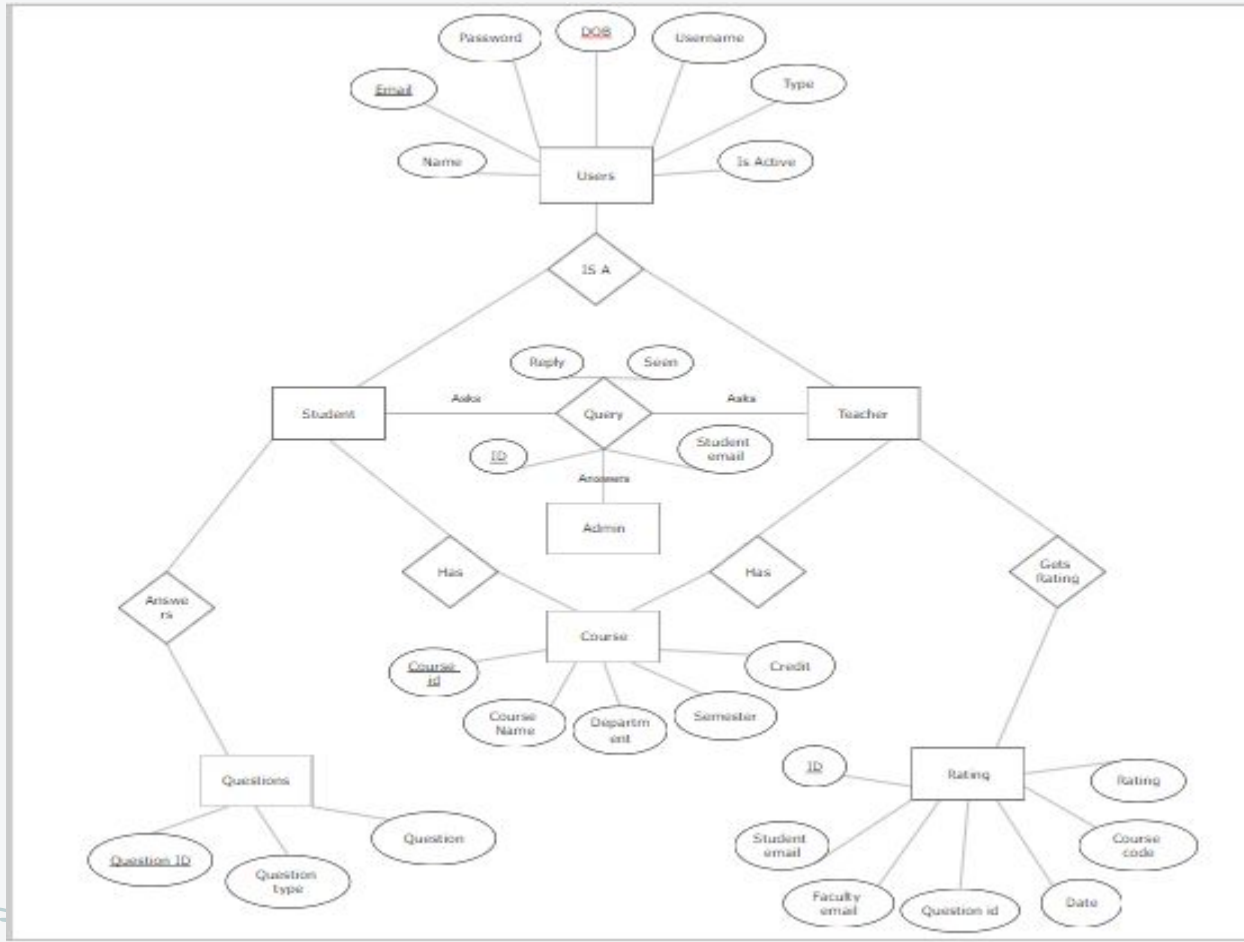 Password
DOB
Username
Email
Type
Name
Is Active
Users
IS A
Reply
Seen
Student
Asks
Query
Asks
Teacher
ID
Student
email
Answers
Admin
Has
Has
Gets
Rating
Answe
rs
Course
Course
id
Credit
Course
Name
Departm
ent
Semester
Questions
ID
Rating
Rating
Question ID
Question
type
Question
Student
email
Course
code
Faculty
email
Question id
Date